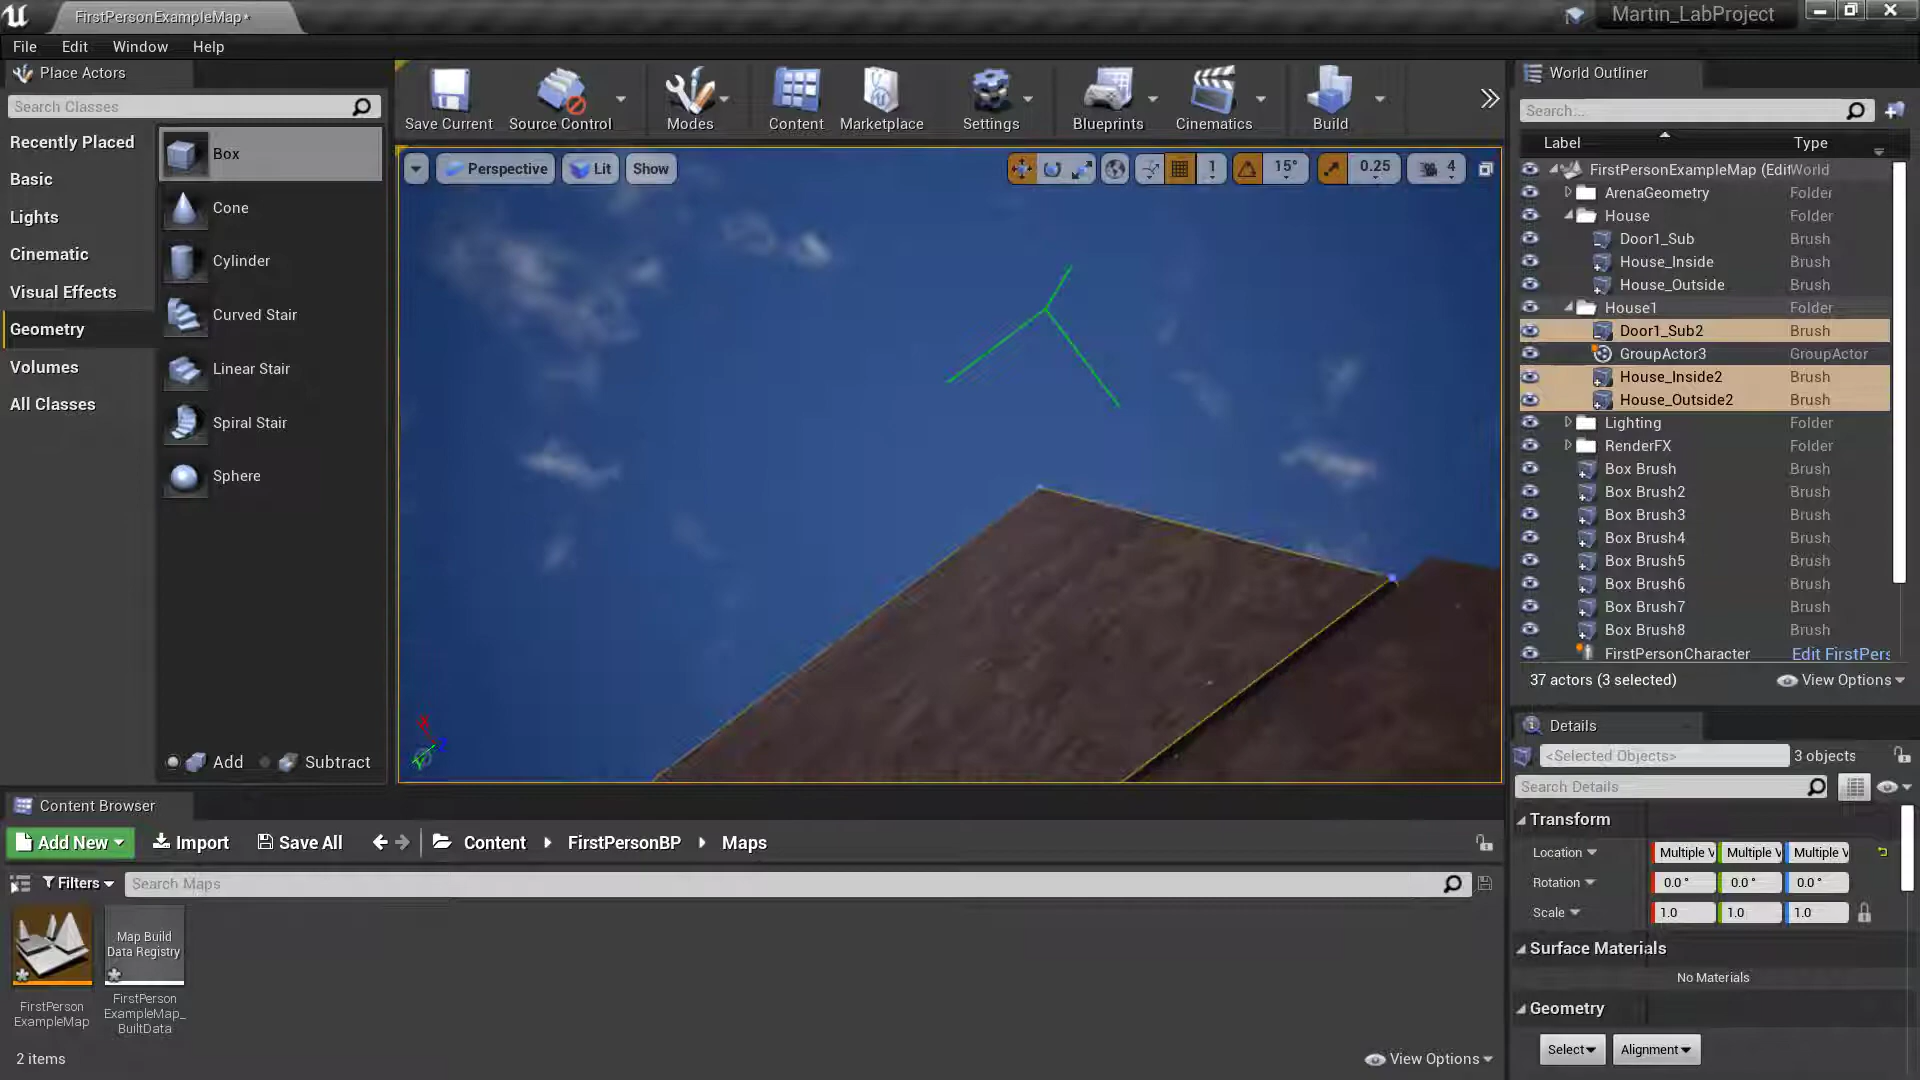 FirstPersonExampleMap*
Martin_LabProject
File Edit Window Help
Place Actors
Search Classes
Recently Placed
Basic
Lights
Cinematic
Visual Effects
Geometry
Volumes
All Classes
Box
Cone
Cylinder
Curved Stair
Linear Stair
Spiral Stair
Sphere
Add Subtract
Save Current Source Control Modes Content Marketplace Settings Blueprints Cinematics Build
Perspective Lit Show 1 15° 0.25 4
X
Z
Y
World Outliner
Search...
Label Type
FirstPersonExampleMap (Edit World
ArenaGeometry Folder
House Folder
Door1_Sub Brush
House_Inside Brush
House_Outside Brush
House1 Folder
Door1_Sub2 Brush
GroupActor3 GroupActor
House_Inside2 Brush
House_Outside2 Brush
Lighting Folder
RenderFX Folder
Box Brush Brush
Box Brush2 Brush
Box Brush3 Brush
Box Brush4 Brush
Box Brush5 Brush
Box Brush6 Brush
Box Brush7 Brush
Box Brush8 Brush
FirstPersonCharacter Edit FirstPers
37 actors (3 selected) View Options
Details
<Selected Objects> 3 objects
Search Details
Transform
Location Multiple V Multiple V Multiple V
Rotation 0.0 ° 0.0 ° 0.0 °
Scale 1.0 1.0 1.0
Surface Materials
No Materials
Geometry
Select Alignment
Content Browser
Add New Import Save All Content FirstPersonBP Maps
Filters Search Maps
Map Build
Data Registry
FirstPerson
ExampleMap
FirstPerson
ExampleMap_
BuiltData
2 items View Options